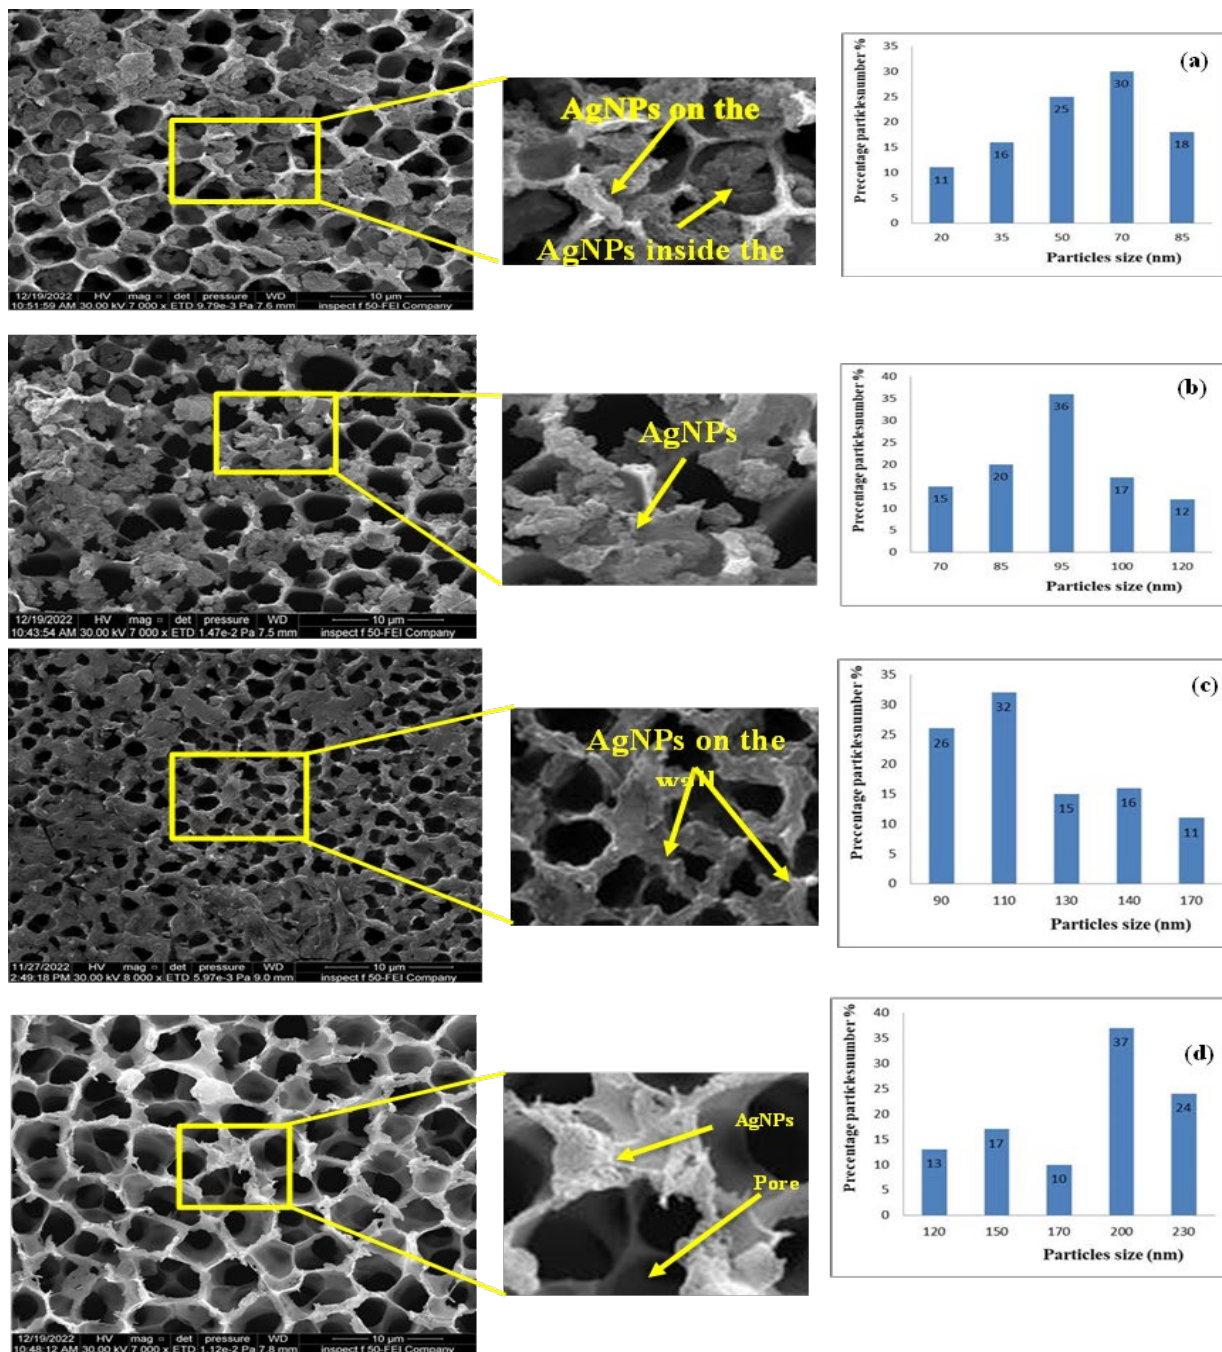 AgNPs on the
AgNPs inside the
12/19/2022 HV mag □ det pressure WD 10 µm
10:51:59 AM 30.00 kV 7 000 x ETD 9.79e-3 Pa 7.6 mm inspect f 50-FEI Company
(a)
Precentage particlesnumber %
35
30
25
20
15
10
5
0
11
16
25
30
18
20 35 50 70 85
Particles size (nm)
AgNPs
12/19/2022 HV mag □ det pressure WD 10 µm
10:43:54 AM 30.00 kV 7 000 x ETD 1.47e-2 Pa 7.5 mm inspect f 50-FEI Company
(b)
Precentage particlesnumber %
40
35
30
25
20
15
10
5
0
15
20
36
17
12
70 85 95 100 120
Particles size (nm)
AgNPs on the
wall
11/27/2022 HV mag □ det pressure WD 10 µm
2:49:18 PM 30.00 kV 8 000 x ETD 5.97e-3 Pa 9.0 mm inspect f 50-FEI Company
(c)
Precentage particlesnumber %
35
30
25
20
15
10
5
0
26
32
15
16
11
90 110 130 140 170
Particles size (nm)
AgNPs
Pore
12/19/2022 HV mag □ det pressure WD 10 µm
10:48:12 AM 30.00 kV 7 000 x ETD 1.12e-2 Pa 7.8 mm inspect f 50-FEI Company
(d)
Precentage particlesnumber %
40
35
30
25
20
15
10
5
0
13
17
10
37
24
120 150 170 200 230
Particles size (nm)